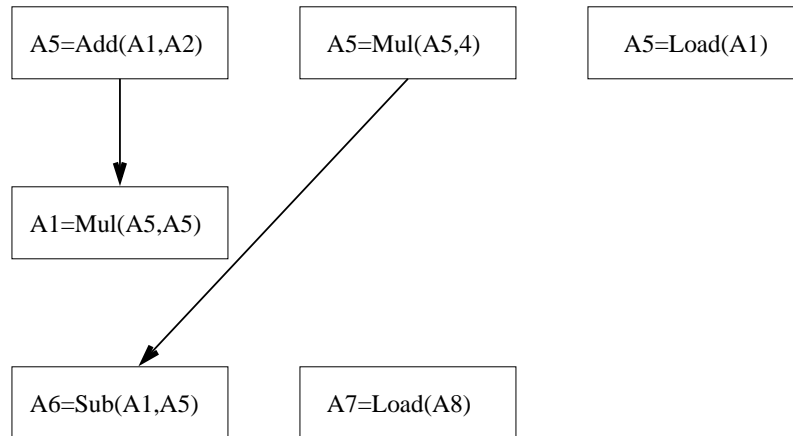 A5=Add(A1,A2)
A5=Mul(A5,4)
A5=Load(A1)
A1=Mul(A5,A5)
A6=Sub(A1,A5)
A7=Load(A8)